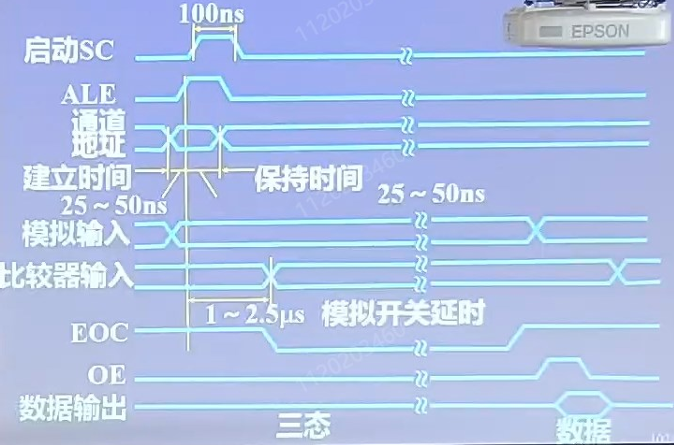 100ns
EPSON
启动SC
ALE
通道
地址
建立时间
保持时间
25～50ns
25～50ns
模拟输入
比较器输入
1～2.5μs
模拟开关延时
EOC
OE
数据输出
三态
数据
107